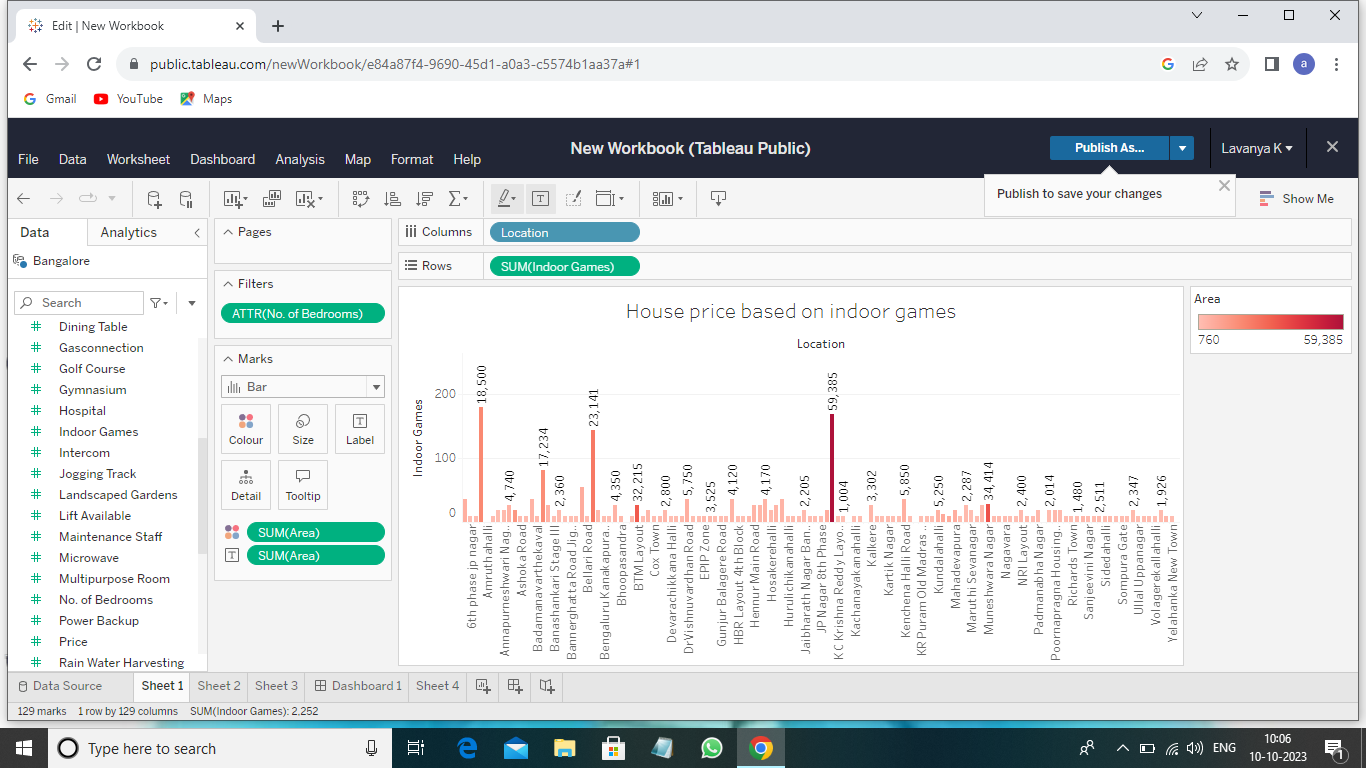 Edit | New Workbook
public.tableau.com/newWorkbook/e84a87f4-9690-45d1-a0a3-c5574b1aa37a#1
a
Gmail YouTube Maps
File Data Worksheet Dashboard Analysis Map Format Help
New Workbook (Tableau Public)
Publish As...
Lavanya K
Publish to save your changes
Show Me
Data Analytics
Bangalore
Search
Dining Table
Gasconnection
Golf Course
Gymnasium
Hospital
Indoor Games
Intercom
Jogging Track
Landscaped Gardens
Lift Available
Maintenance Staff
Microwave
Multipurpose Room
No. of Bedrooms
Power Backup
Price
Rain Water Harvesting
Pages
Filters
ATTR(No. of Bedrooms)
Marks
Bar
Colour Size Label
Detail Tooltip
SUM(Area)
SUM(Area)
Columns Location
Rows SUM(Indoor Games)
House price based on indoor games
Location
Indoor Games
200
100
0
18,500
4,740
17,234
2,360
23,141
4,350
32,215
2,800
5,750
3,525
4,120
4,170
2,205
59,385
1,004
3,302
5,850
5,250
2,287
34,414
2,400
2,014
1,480
2,511
2,347
1,926
6th phase jp nagar
Amruthahalli
Annapurneshwari Nag..
Ashoka Road
Badamanavarthekaval
Banashankari Stage III
Bannerghatta Road Jig..
Bellari Road
Bengaluru Kanakapura..
Bhoopasandra
BTM Layout
Cox Town
Devarachikkana Halli
Dr Vishnuvardhan Road
EPIP Zone
Gunjur Balagere Road
HBR Layout 4th Block
Hennur Main Road
Hosakerehalli
Hurulichikanahalli
Jaibharath Nagar Ban..
JP Nagar 8th Phase
K C Krishna Reddy Layo..
Kachanayakanahalli
Kalkere
Kartik Nagar
Kenchena Halli Road
KR Puram Old Madras ..
Kundalahalli
Mahadevapura
Maruthi Sevanagar
Muneshwara Nagar
Nagavara
NRI Layout
Padmanabha Nagar
Poornapragna Housing..
Richards Town
Sanjeevini Nagar
Sidedahalli
Sompura Gate
Ullal Uppanagar
Volagerekallahalli
Yelahanka New Town
Area
760 59,385
Data Source Sheet 1 Sheet 2 Sheet 3 Dashboard 1 Sheet 4
129 marks 1 row by 129 columns SUM(Indoor Games): 2,252
Type here to search
ENG
10:06
10-10-2023
1